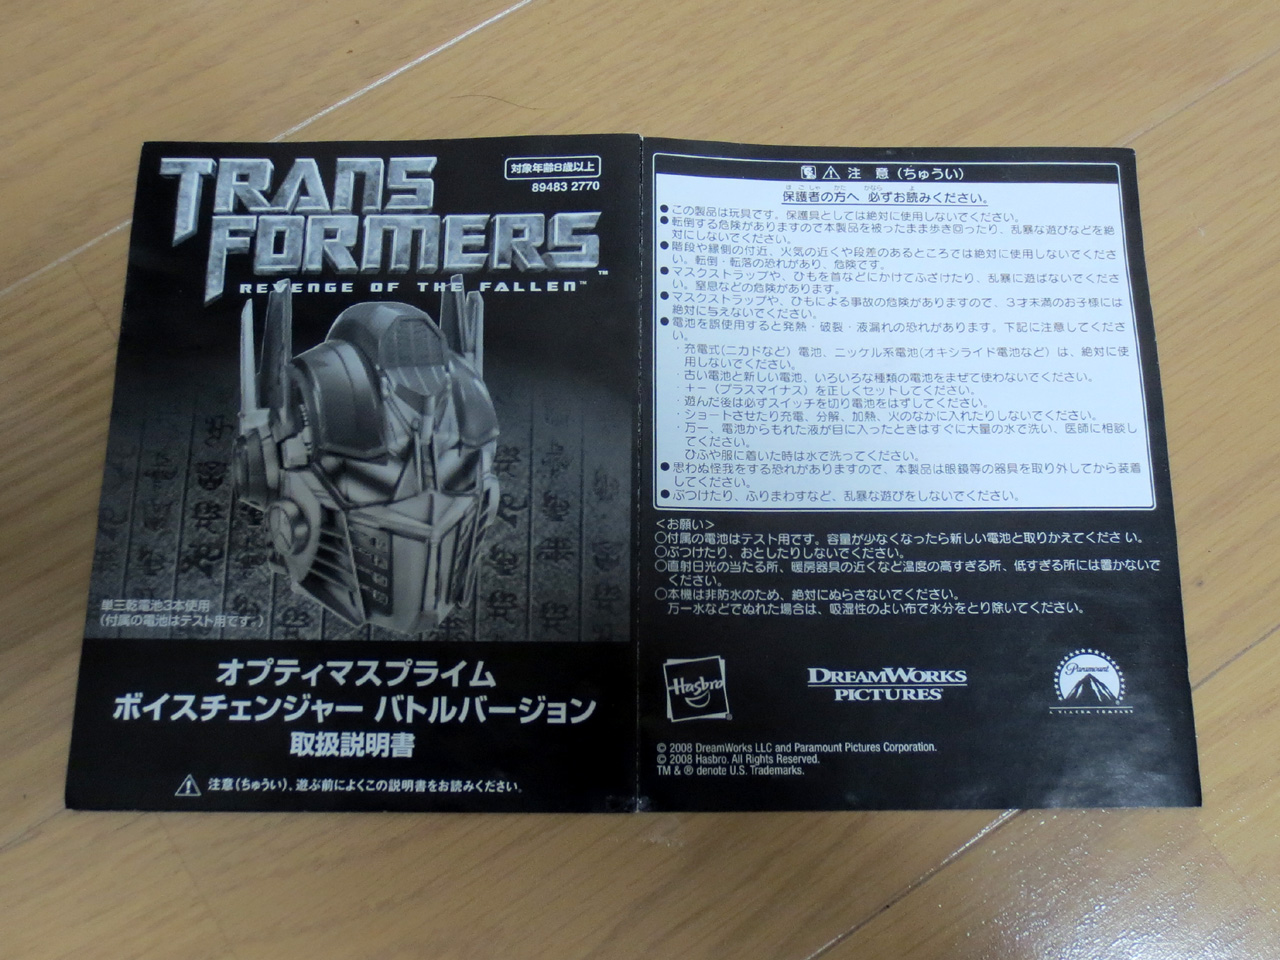 TRANS
FORMERS™
REVENGE OF THE FALLEN™
対象年齢8歳以上
89483 2770
単三乾電池3本使用
(付属の電池はテスト用です。)
オプティマスプライム
ボイスチェンジャー バトルバージョン
取扱説明書
注意(ちゅうい)、遊ぶ前によくこの説明書をお読みください。
注 意(ちゅうい)
保護者の方へ 必ずお読みください。
●この製品は玩具です。保護具としては絶対に使用しないでください。
●転倒する危険がありますので本製品を被ったまま歩き回ったり、乱暴な遊びなどを絶
対にしないでください。
●階段や縁側の付近、火気の近くや段差のあるところでは絶対に使用しないでくださ
い。転倒・転落の恐れがあり、危険です。
●マスクストラップや、ひもを首などにかけてふざけたり、乱暴に遊ばないでくださ
い。窒息などの危険があります。
●マスクストラップや、ひもによる事故の危険がありますので、3才未満のお子様には
絶対に与えないでください。
●電池を誤使用すると発熱・破裂・液漏れの恐れがあります。下記に注意してくださ
い。
・充電式(ニカドなど)電池、ニッケル系電池(オキシライド電池など)は、絶対に使
用しないでください。
・古い電池と新しい電池、いろいろな種類の電池をまぜて使わないでください。
・+−(プラスマイナス)を正しくセットしてください。
・遊んだ後は必ずスイッチを切り電池をはずしてください。
・ショートさせたり充電、分解、加熱、火のなかに入れたりしないでください。
・万一、電池からもれた液が目に入ったときはすぐに大量の水で洗い、医師に相談し
てください。
ひふや服に着いた時は水で洗ってください。
●思わぬ怪我をする恐れがありますので、本製品は眼鏡等の器具を取り外してから装着
してください。
●ぶつけたり、ふりまわすなど、乱暴な遊びをしないでください。
<お願い>
○付属の電池はテスト用です。容量が少なくなったら新しい電池と取りかえてください。
○ぶつけたり、おとしたりしないでください。
○直射日光の当たる所、暖房器具の近くなど温度の高すぎる所、低すぎる所には置かないで
ください。
○本機は非防水のため、絶対にぬらさないでください。
万一水などでぬれた場合は、吸湿性のよい布で水分をとり除いてください。
Hasbro
DREAMWORKS
PICTURES
Paramount
A VIACOM COMPANY
© 2008 DreamWorks LLC and Paramount Pictures Corporation.
© 2008 Hasbro. All Rights Reserved.
TM & ® denote U.S. Trademarks.